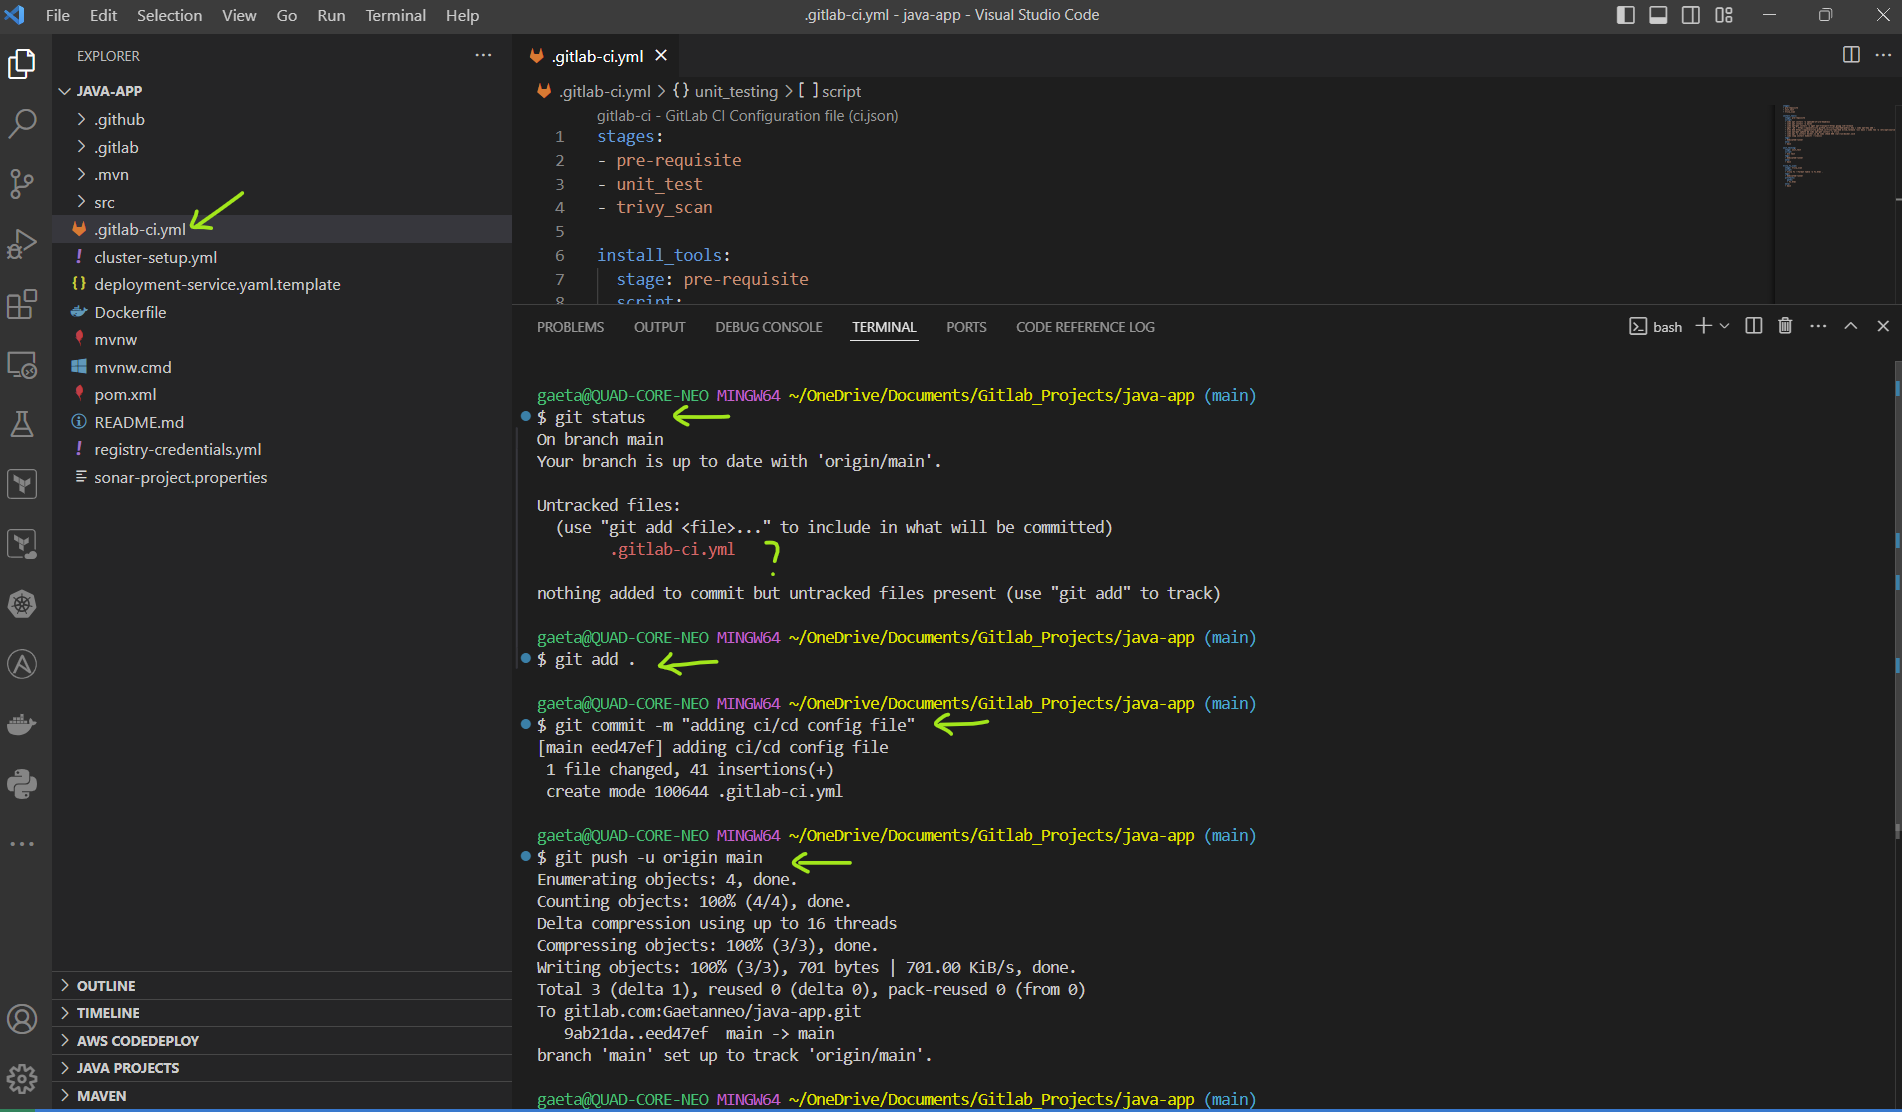 File Edit Selection View Go Run Terminal Help
.gitlab-ci.yml - java-app - Visual Studio Code
EXPLORER
JAVA-APP
.github
.gitlab
.mvn
src
.gitlab-ci.yml
cluster-setup.yml
deployment-service.yaml.template
Dockerfile
mvnw
mvnw.cmd
pom.xml
README.md
registry-credentials.yml
sonar-project.properties
OUTLINE
TIMELINE
AWS CODEDEPLOY
JAVA PROJECTS
MAVEN
.gitlab-ci.yml
.gitlab-ci.yml > {} unit_testing > [ ] script
gitlab-ci - GitLab CI Configuration file (ci.json)
1 stages:
2 - pre-requisite
3 - unit_test
4 - trivy_scan
5
6 install_tools:
7 stage: pre-requisite
8 script:
PROBLEMS OUTPUT DEBUG CONSOLE TERMINAL PORTS CODE REFERENCE LOG
bash
gaeta@QUAD-CORE-NEO MINGW64 ~/OneDrive/Documents/Gitlab_Projects/java-app (main)
$ git status
On branch main
Your branch is up to date with 'origin/main'.
Untracked files:
(use "git add <file>..." to include in what will be committed)
.gitlab-ci.yml ?
nothing added to commit but untracked files present (use "git add" to track)
gaeta@QUAD-CORE-NEO MINGW64 ~/OneDrive/Documents/Gitlab_Projects/java-app (main)
$ git add .
gaeta@QUAD-CORE-NEO MINGW64 ~/OneDrive/Documents/Gitlab_Projects/java-app (main)
$ git commit -m "adding ci/cd config file"
[main eed47ef] adding ci/cd config file
1 file changed, 41 insertions(+)
create mode 100644 .gitlab-ci.yml
gaeta@QUAD-CORE-NEO MINGW64 ~/OneDrive/Documents/Gitlab_Projects/java-app (main)
$ git push -u origin main
Enumerating objects: 4, done.
Counting objects: 100% (4/4), done.
Delta compression using up to 16 threads
Compressing objects: 100% (3/3), done.
Writing objects: 100% (3/3), 701 bytes | 701.00 KiB/s, done.
Total 3 (delta 1), reused 0 (delta 0), pack-reused 0 (from 0)
To gitlab.com:Gaetanneo/java-app.git
9ab21da..eed47ef main -> main
branch 'main' set up to track 'origin/main'.
gaeta@QUAD-CORE-NEO MINGW64 ~/OneDrive/Documents/Gitlab_Projects/java-app (main)